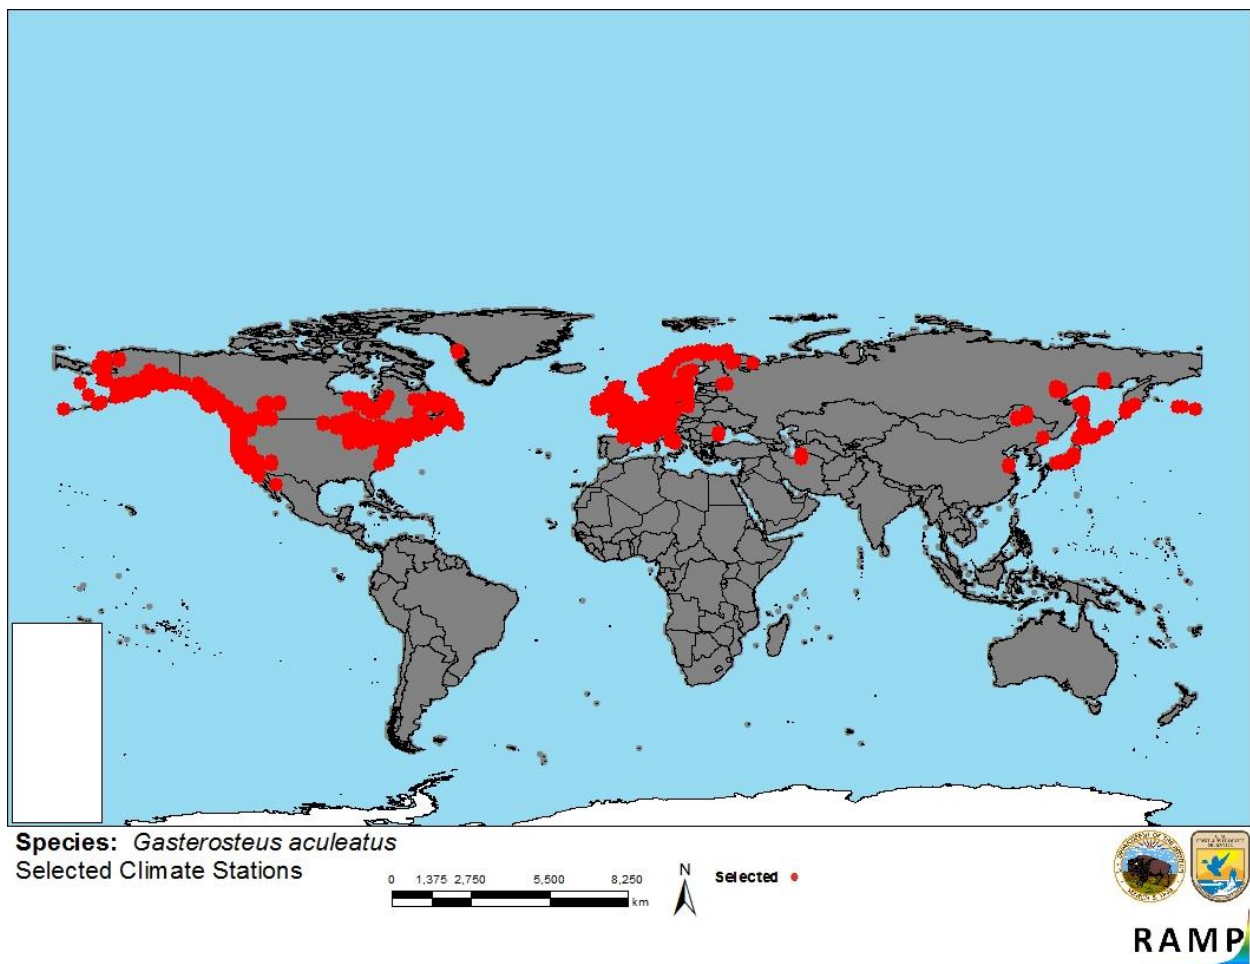 Species: Gasterosteus aculeatus
Selected Climate Stations
0 1,375 2,750 5,500 8,250
km
N
Selected
RAMP